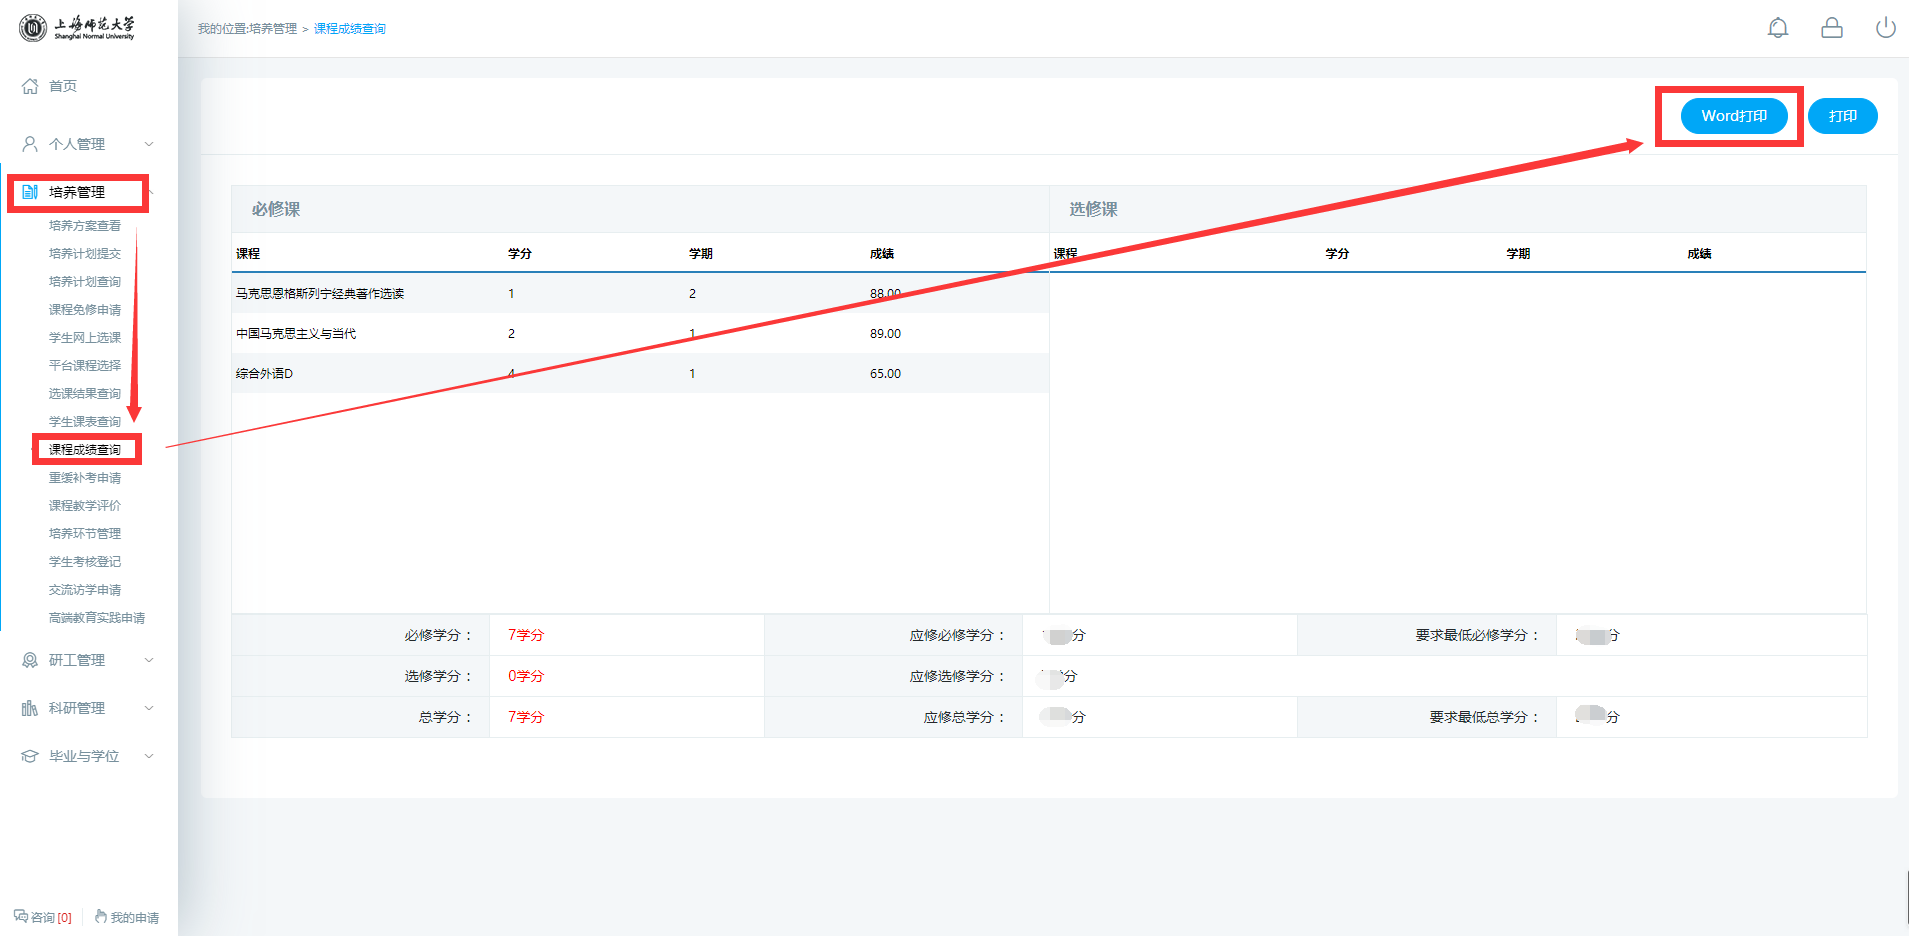 上海师范大学
Shanghai Normal University
我的位置:培养管理 > 课程成绩查询
首页
个人管理
培养管理
培养方案查看
培养计划提交
培养计划查询
课程免修申请
学生网上选课
平台课程选择
选课结果查询
学生课表查询
课程成绩查询
重缓补考申请
课程教学评价
培养环节管理
学生考核登记
交流访学申请
高端教育实践申请
研工管理
科研管理
毕业与学位
咨询 [0] 我的申请
Word打印 打印
必修课 选修课
课程 学分 学期 成绩 课程 学分 学期 成绩
马克思恩格斯列宁经典著作选读 1 2 88.00
中国马克思主义与当代 2 1 89.00
综合外语D 4 1 65.00
必修学分： 7学分 应修必修学分： 分 要求最低必修学分： 分
选修学分： 0学分 应修选修学分： 分
总学分： 7学分 应修总学分： 分 要求最低总学分： 分